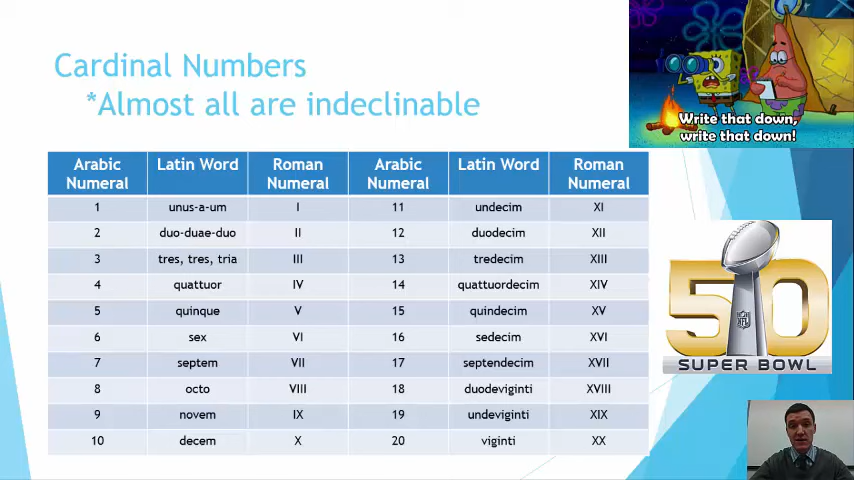 Cardinal Numbers
*Almost all are indeclinable
Write that down,
write that down!
Arabic Numeral Latin Word Roman Numeral Arabic Numeral Latin Word Roman Numeral
1 unus-a-um I 11 undecim XI
2 duo-duae-duo II 12 duodecim XII
3 tres, tres, tria III 13 tredecim XIII
4 quattuor IV 14 quattuordecim XIV
5 quinque V 15 quindecim XV
6 sex VI 16 sedecim XVI
7 septem VII 17 septendecim XVII
8 octo VIII 18 duodeviginti XVIII
9 novem IX 19 undeviginti XIX
10 decem X 20 viginti XX
50
NFL
SUPER BOWL